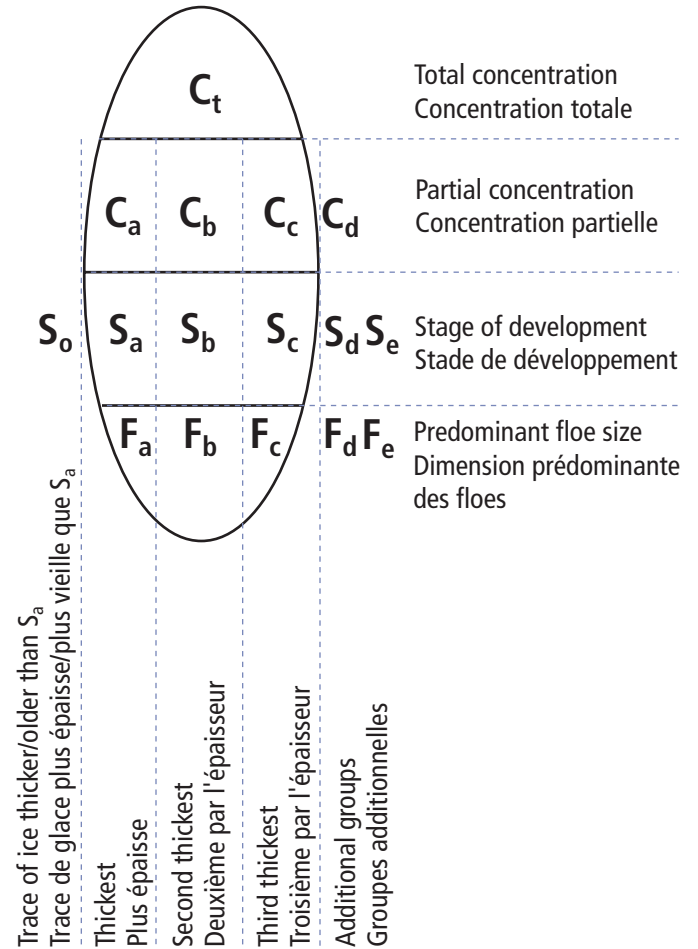 Ct
Total concentration
Concentration totale
Ca Cb Cc Cd
Partial concentration
Concentration partielle
So Sa Sb Sc Sd Se
Stage of development
Stade de développement
Fa Fb Fc Fd Fe
Predominant floe size
Dimension prédominante
des floes
Trace of ice thicker/older than Sa
Trace de glace plus épaisse/plus vieille que Sa
Thickest
Plus épaisse
Second thickest
Deuxième par l'épaisseur
Third thickest
Troisième par l'épaisseur
Additional groups
Groupes additionnelles